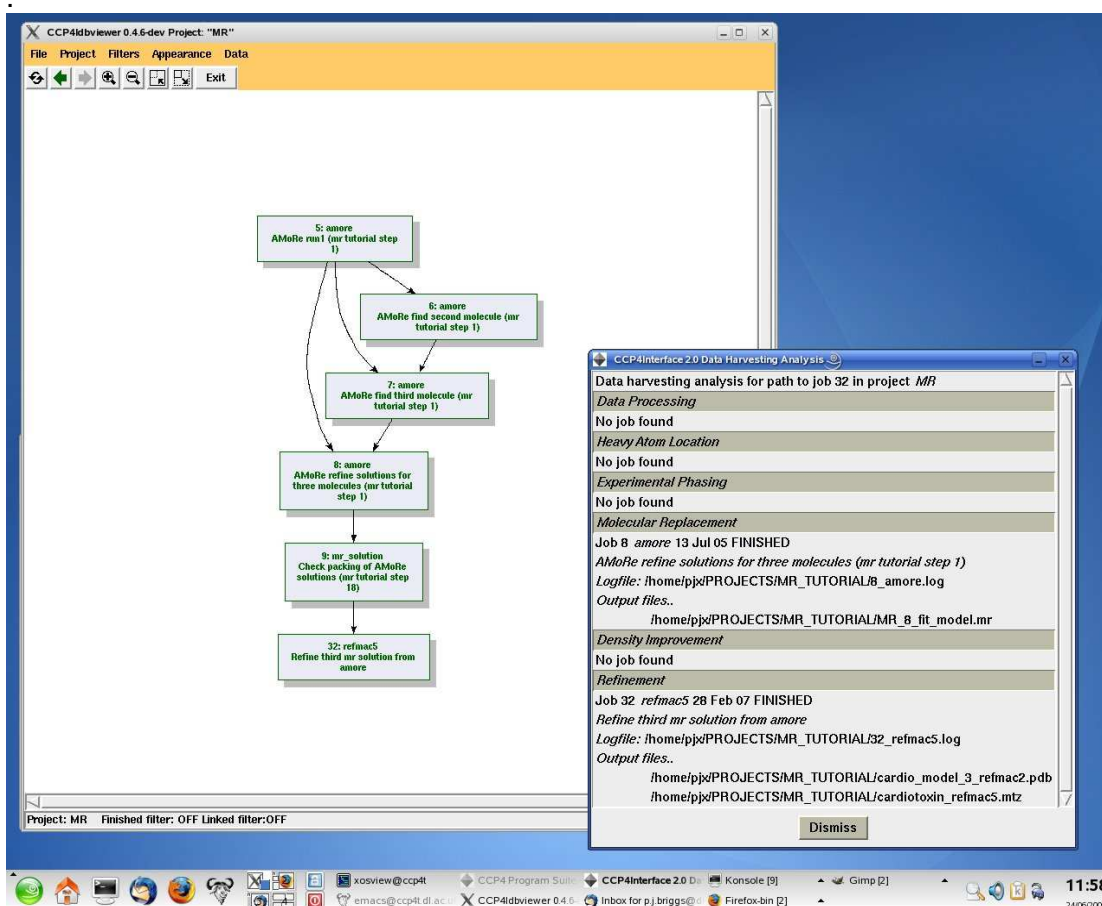 CCP4ldbviewer 0.4.6-dev Project: "MR"
File Project Filters Appearance Data
Exit
5: amore
AMoRe run1 (mr tutorial step
1)
6: amore
AMoRe find second molecule (mr
tutorial step 1)
7: amore
AMoRe find third molecule (mr
tutorial step 1)
8: amore
AMoRe refine solutions for
three molecules (mr tutorial
step 1)
9: mr_solution
Check packing of AMoRe
solutions (mr tutorial step
18)
32: refmac5
Refine third mr solution from
amore
Project: MR Finished filter: OFF Linked filter:OFF
CCP4Interface 2.0 Data Harvesting Analysis
Data harvesting analysis for path to job 32 in project MR
Data Processing
No job found
Heavy Atom Location
No job found
Experimental Phasing
No job found
Molecular Replacement
Job 8 amore 13 Jul 05 FINISHED
AMoRe refine solutions for three molecules (mr tutorial step 1)
Logfile: /home/pjx/PROJECTS/MR_TUTORIAL/8_amore.log
Output files..
/home/pjx/PROJECTS/MR_TUTORIAL/MR_8_fit_model.mr
Density Improvement
No job found
Refinement
Job 32 refmac5 28 Feb 07 FINISHED
Refine third mr solution from amore
Logfile: /home/pjx/PROJECTS/MR_TUTORIAL/32_refmac5.log
Output files..
/home/pjx/PROJECTS/MR_TUTORIAL/cardio_model_3_refmac2.pdb
/home/pjx/PROJECTS/MR_TUTORIAL/cardiotoxin_refmac5.mtz
Dismiss
xosview@ccp4t CCP4 Program Suite CCP4Interface 2.0 Da Konsole [9] Gimp [2]
emacs@ccp4t.dl.ac.u CCP4ldbviewer 0.4.6- Inbox for p.j.briggs@d Firefox-bin [2]
11:58